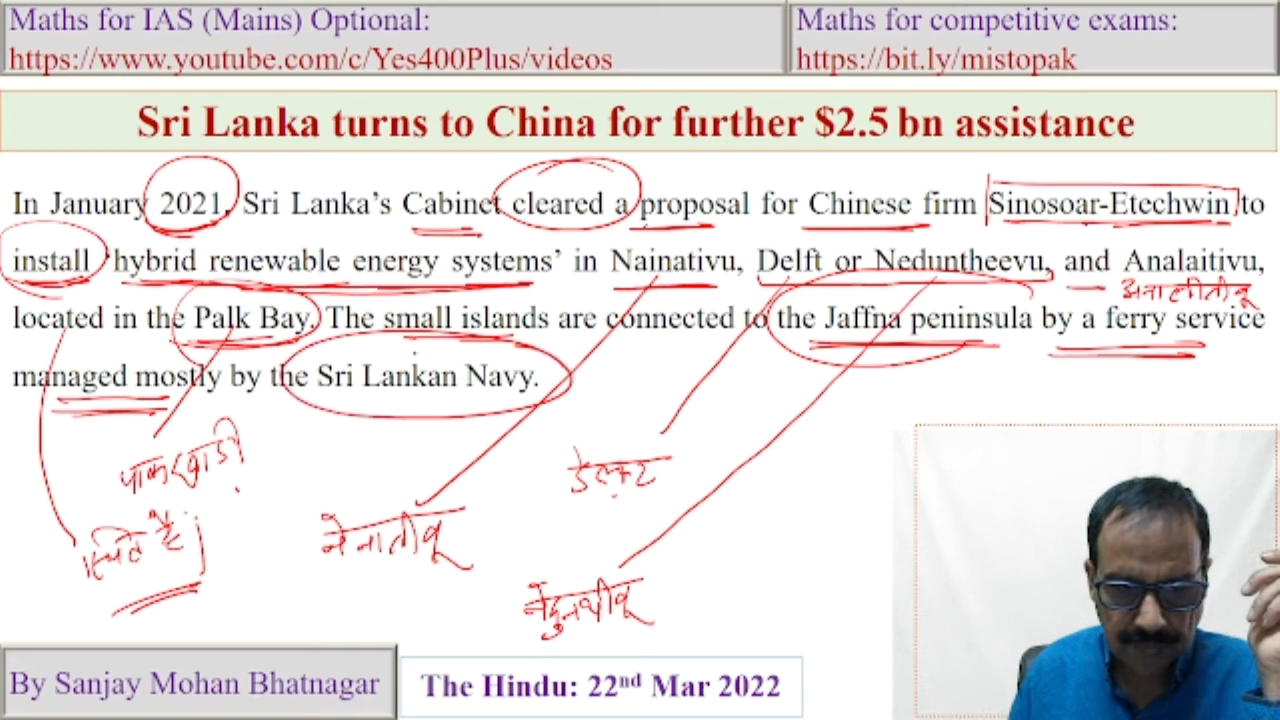 Maths for IAS (Mains) Optional:
https://www.youtube.com/c/Yes400Plus/videos
Maths for competitive exams:
https://bit.ly/mistopak
Sri Lanka turns to China for further $2.5 bn assistance
In January 2021, Sri Lanka's Cabinet cleared a proposal for Chinese firm Sinosoar-Etechwin to
install 'hybrid renewable energy systems' in Nainativu, Delft or Neduntheevu, and Analaitivu,
अनालीतीवू
located in the Palk Bay. The small islands are connected to the Jaffna peninsula by a ferry service
managed mostly by the Sri Lankan Navy.
पाकखाडी
डेल्फ्ट
स्थित है
नैनातीवू
नेदुनथीवू
By Sanjay Mohan Bhatnagar
The Hindu: 22nd Mar 2022